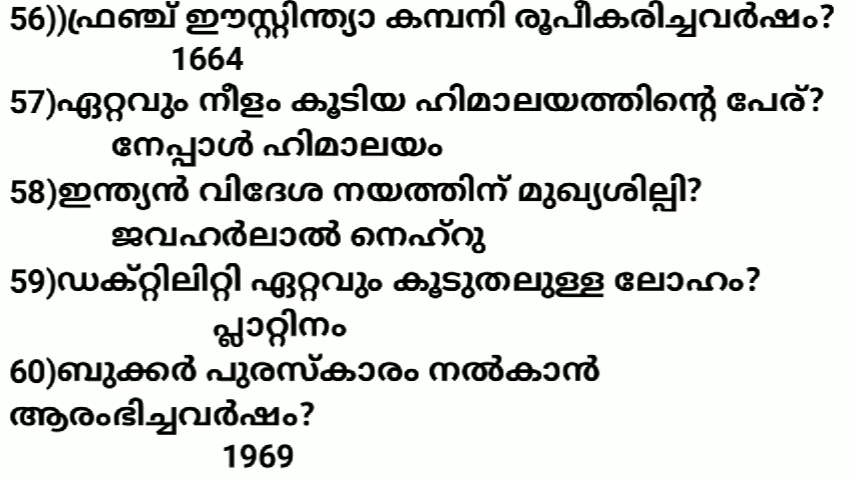 56))ഫ്രഞ്ച് ഈസ്റ്റിന്ത്യാ കമ്പനി രൂപീകരിച്ചവർഷം?
1664
57)ഏറ്റവും നീളം കൂടിയ ഹിമാലയത്തിന്റെ പേര്?
നേപ്പാൾ ഹിമാലയം
58)ഇന്ത്യൻ വിദേശ നയത്തിന് മുഖ്യശില്പി?
ജവഹർലാൽ നെഹ്റു
59)ഡക്റ്റിലിറ്റി ഏറ്റവും കൂടുതലുള്ള ലോഹം?
പ്ലാറ്റിനം
60)ബുക്കർ പുരസ്കാരം നൽകാൻ
ആരംഭിച്ചവർഷം?
1969